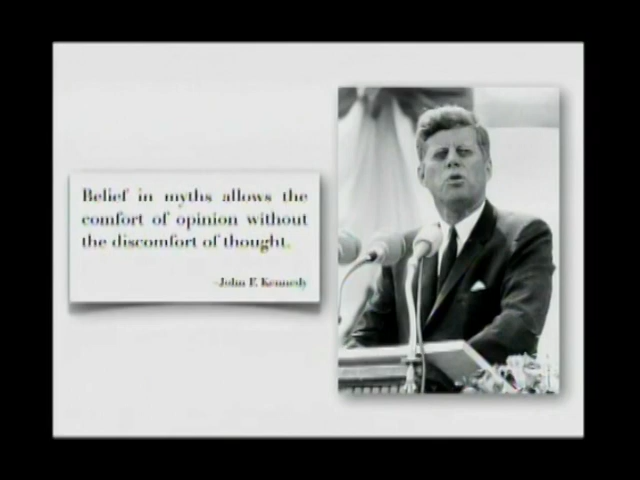 Belief in myths allows the
comfort of opinion without
the discomfort of thought.
-John F. Kennedy